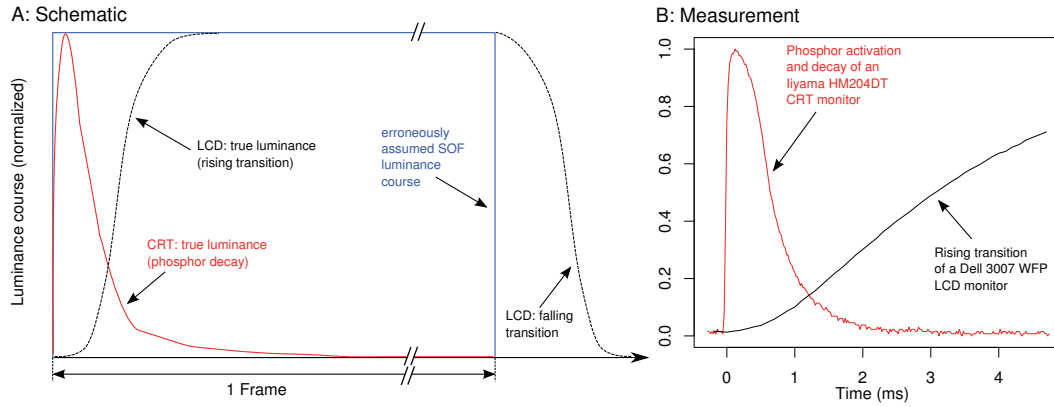 A: Schematic
Luminance course (normalized)
LCD: true luminance
(rising transition)
CRT: true luminance
(phosphor decay)
erroneously
assumed SOF
luminance
course
LCD: falling
transition
1 Frame
B: Measurement
1.0
0.8
0.6
0.4
0.2
0.0
Phosphor activation
and decay of an
Iiyama HM204DT
CRT monitor
Rising transition
of a Dell 3007 WFP
LCD monitor
0 1 2 3 4
Time (ms)